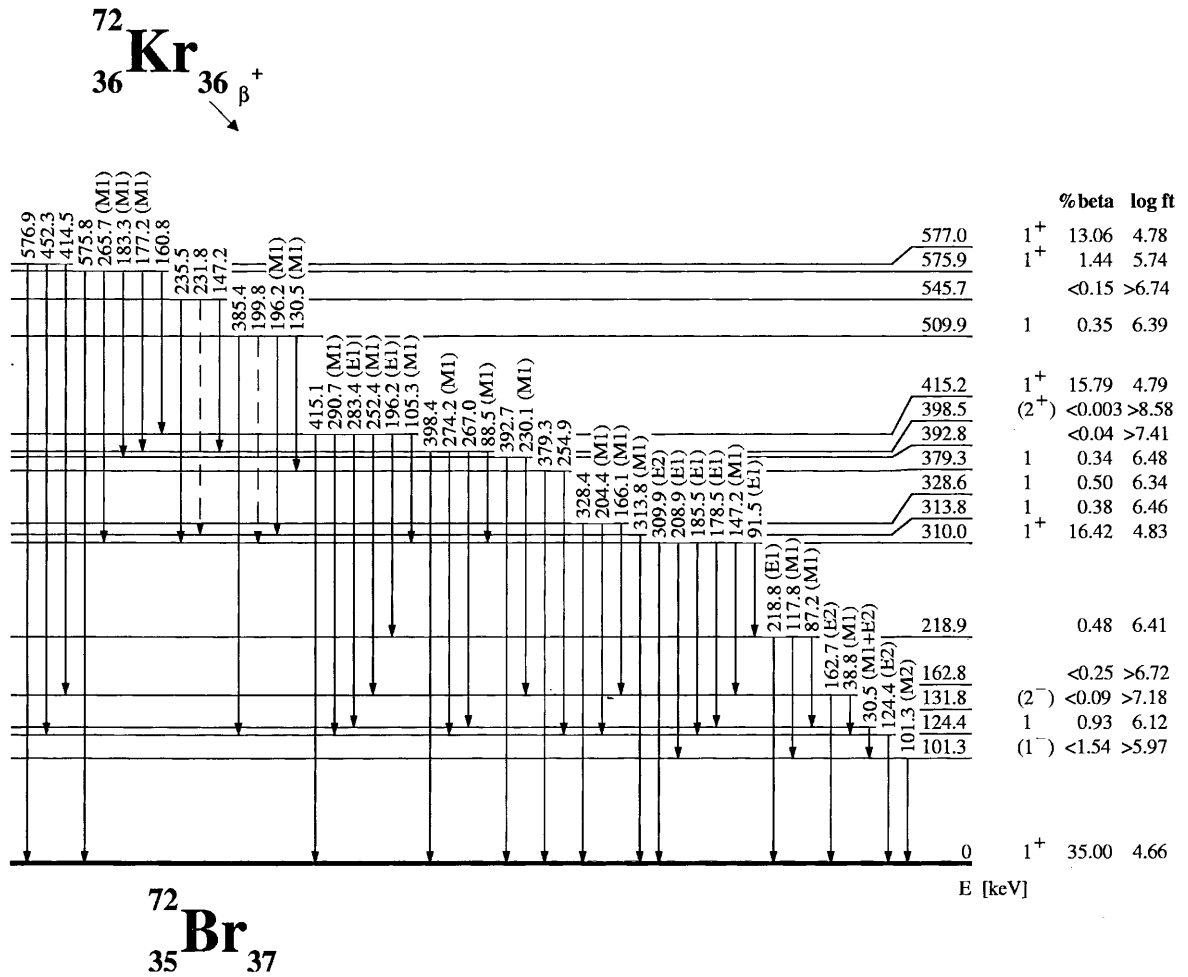 72
36 Kr 36 β+
%beta log ft
577.0 1+ 13.06 4.78
575.9 1+ 1.44 5.74
545.7 <0.15 >6.74
509.9 1 0.35 6.39
415.2 1+ 15.79 4.79
398.5 (2+) <0.003 >8.58
392.8 <0.04 >7.41
379.3 1 0.34 6.48
328.6 1 0.50 6.34
313.8 1 0.38 6.46
310.0 1+ 16.42 4.83
218.9 0.48 6.41
162.8 <0.25 >6.72
131.8 (2-) <0.09 >7.18
124.4 1 0.93 6.12
101.3 (1-) <1.54 >5.97
0 1+ 35.00 4.66
E [keV]
576.9
452.3
414.5
575.8
265.7 (M1)
183.3 (M1)
177.2 (M1)
160.8
235.5
231.8
147.2
385.4
199.8
196.2 (M1)
130.5 (M1)
415.1
290.7 (M1)
283.4 (E1)
252.4 (M1)
196.2 (E1)
105.3 (M1)
398.4
274.2 (M1)
267.0
88.5 (M1)
392.7
230.1 (M1)
379.3
254.9
328.4
204.4 (M1)
166.1 (M1)
313.8 (M1)
309.9 (E2)
208.9 (E1)
185.5 (E1)
178.5 (E1)
147.2 (M1)
91.5 (E1)
218.8 (E1)
117.8 (M1)
87.2 (M1)
162.7 (E2)
38.8 (M1)
30.5 (M1+E2)
124.4 (E2)
101.3 (M2)
72
35 Br 37